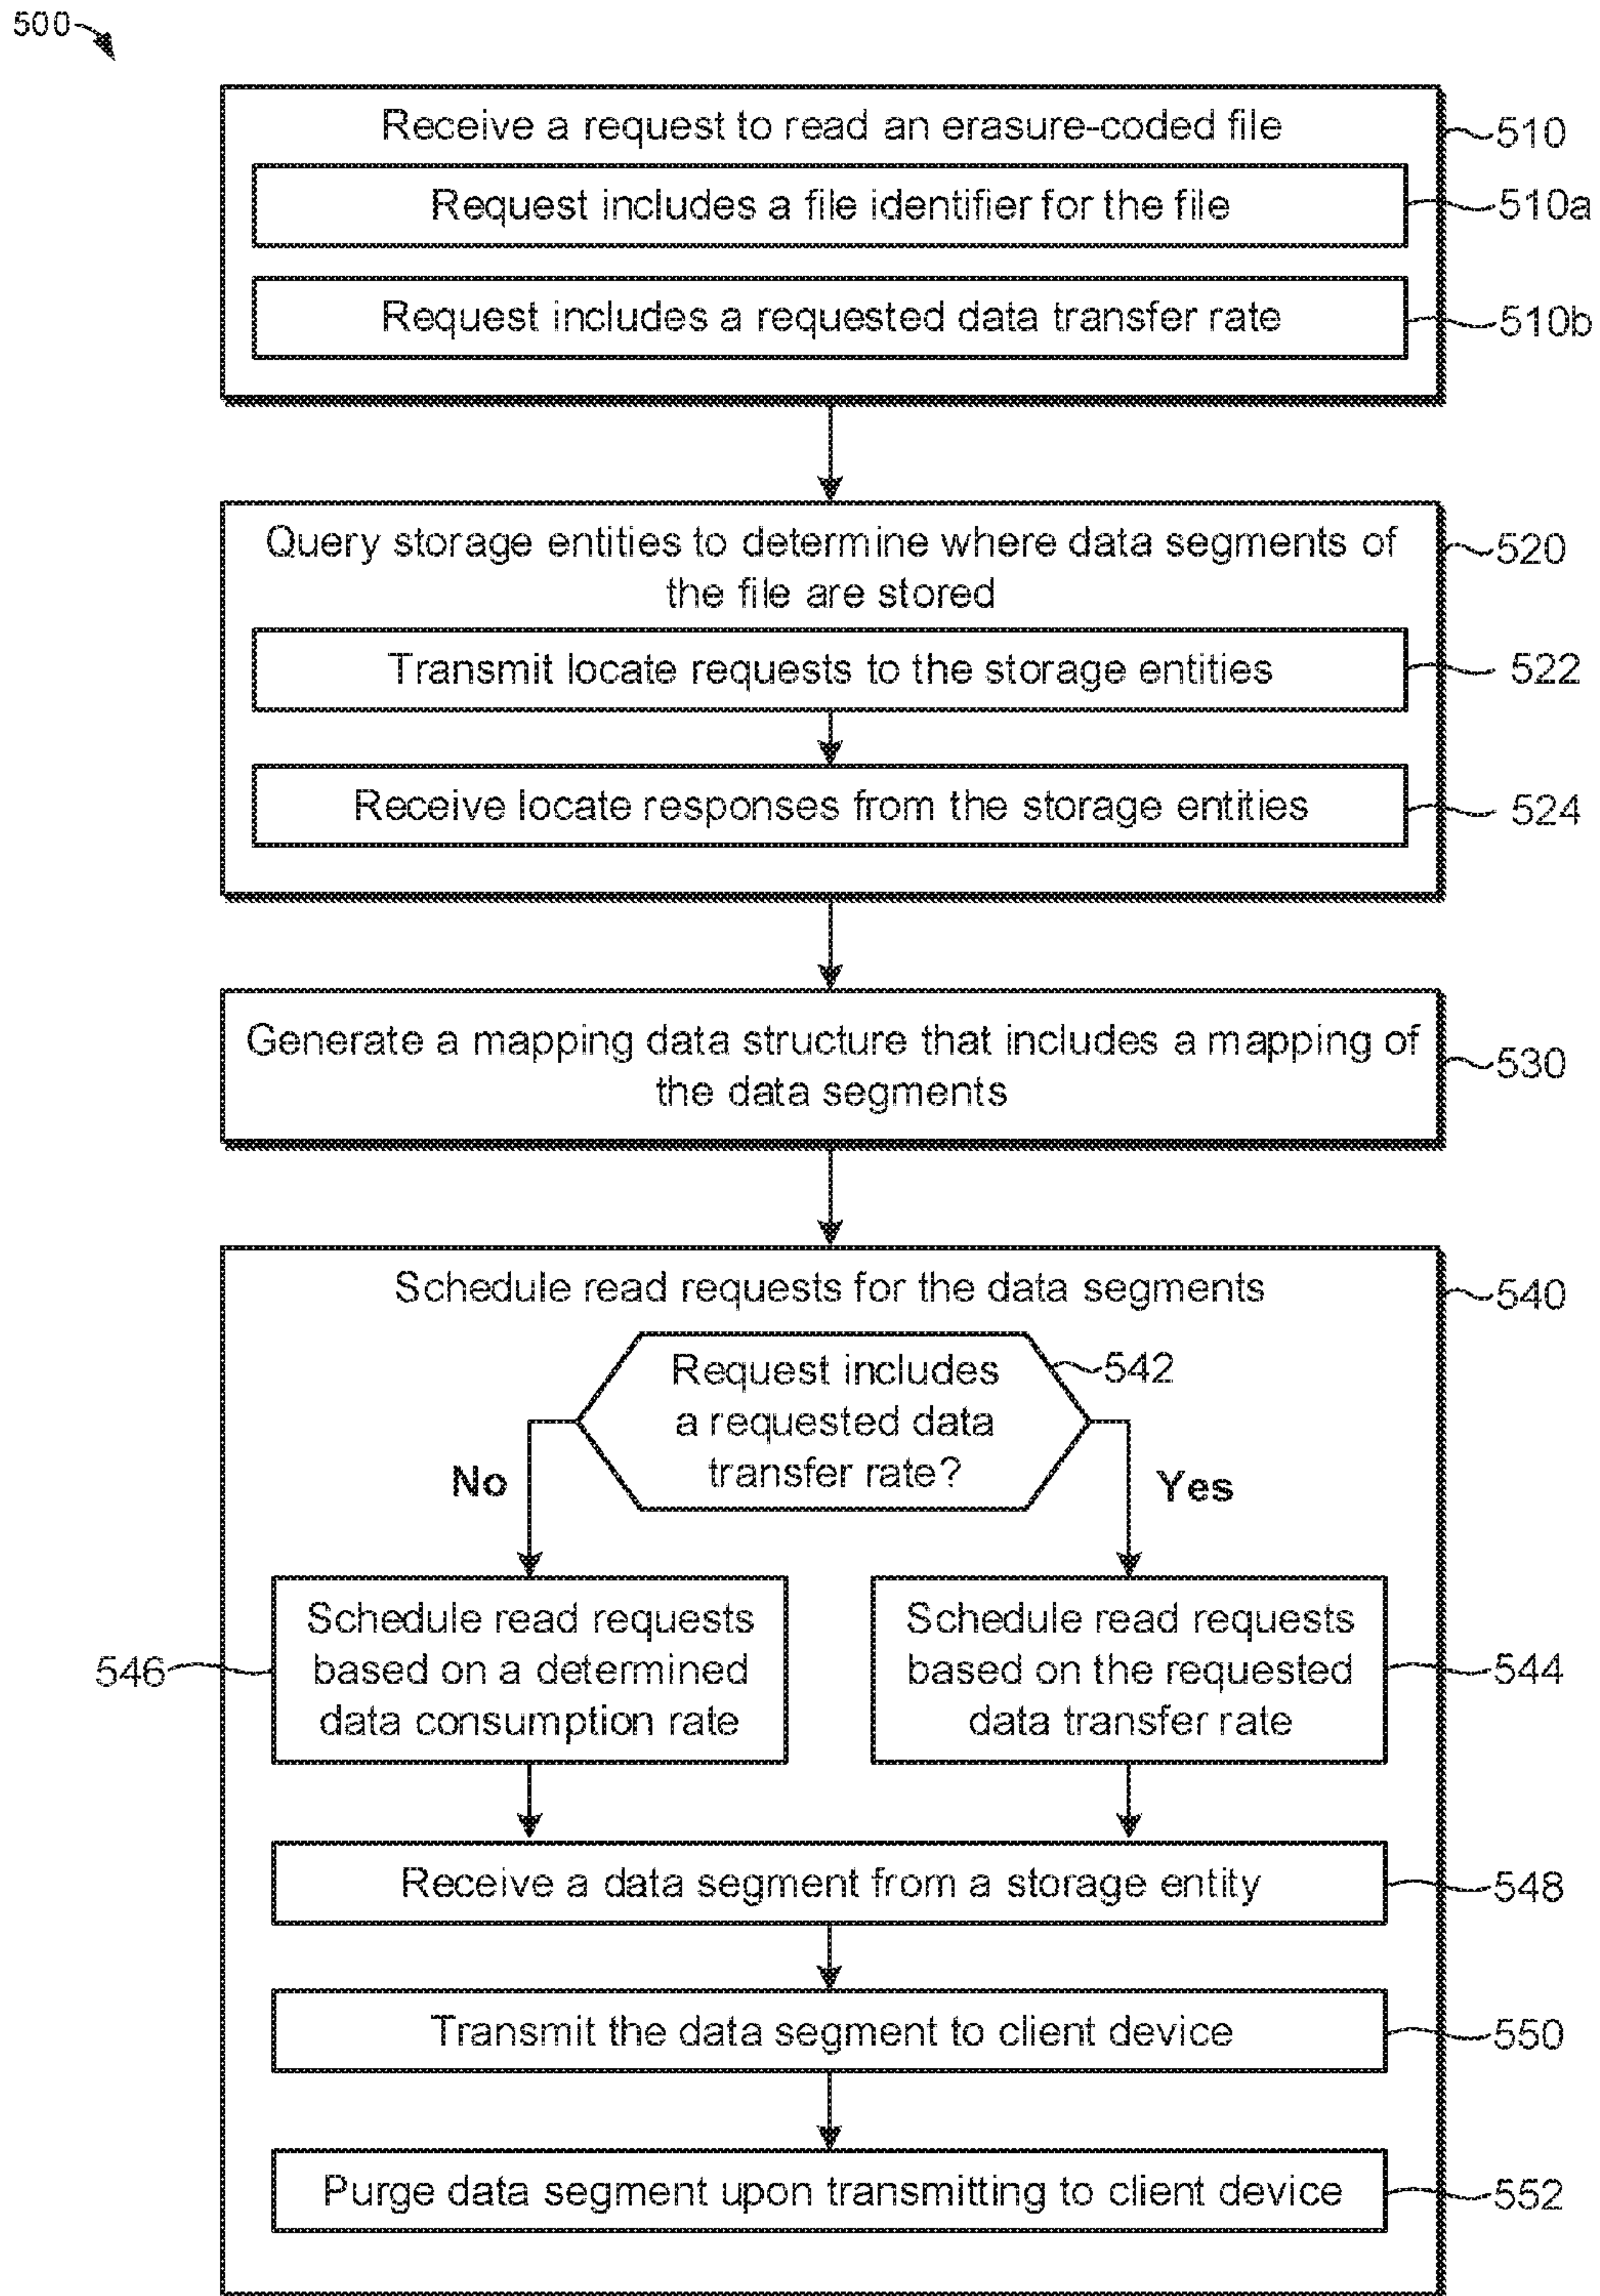 500
Receive a request to read an erasure-coded file
510
Request includes a file identifier for the file
510a
Request includes a requested data transfer rate
510b
Query storage entities to determine where data segments of
the file are stored
520
Transmit locate requests to the storage entities
522
Receive locate responses from the storage entities
524
Generate a mapping data structure that includes a mapping of
the data segments
530
Schedule read requests for the data segments
540
Request includes
a requested data
transfer rate?
542
No
Yes
Schedule read requests
based on a determined
data consumption rate
546
Schedule read requests
based on the requested
data transfer rate
544
Receive a data segment from a storage entity
548
Transmit the data segment to client device
550
Purge data segment upon transmitting to client device
552